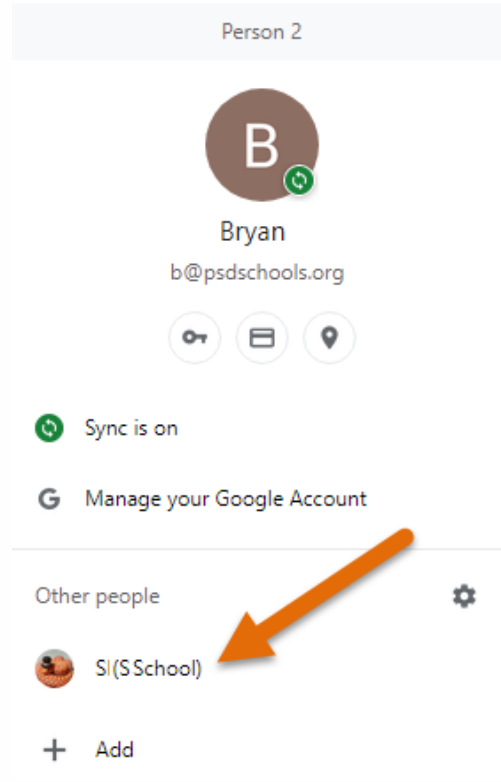 Person 2
B
Bryan
b@psdschools.org
Sync is on
G Manage your Google Account
Other people
SI(S School)
+ Add